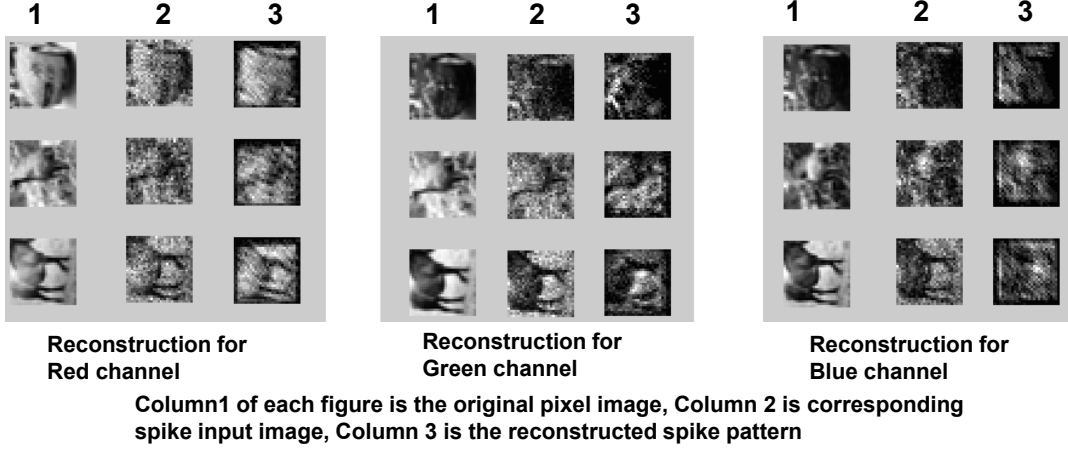 1 2 3
1 2 3
1 2 3
Reconstruction for
Red channel
Reconstruction for
Green channel
Reconstruction for
Blue channel
Column1 of each figure is the original pixel image, Column 2 is corresponding
spike input image, Column 3 is the reconstructed spike pattern